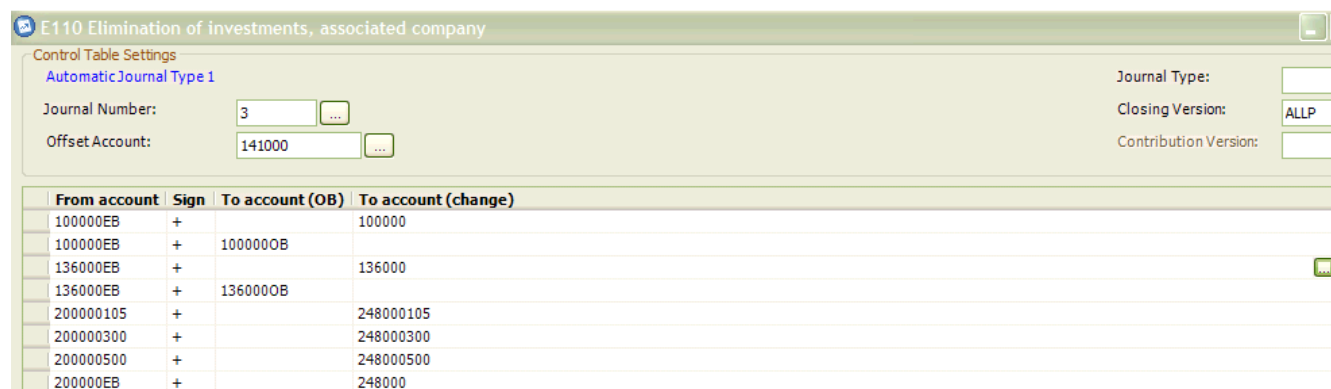 E110 Elimination of investments, associated company
Control Table Settings
Automatic Journal Type 1
Journal Type:
Journal Number: 3 ...
Closing Version: ALLP
Offset Account: 141000 ...
Contribution Version:
From account Sign To account (OB) To account (change)
100000EB + 100000
100000EB + 100000OB
136000EB + 136000 ...
136000EB + 136000OB
200000105 + 248000105
200000300 + 248000300
200000500 + 248000500
200000EB + 248000